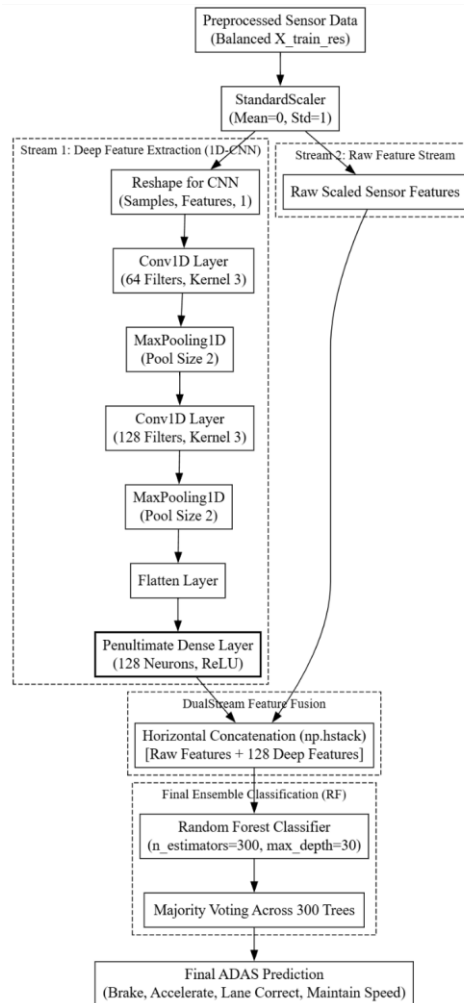 Preprocessed Sensor Data
(Balanced X_train_res)
StandardScaler
(Mean=0, Std=1)
Stream 1: Deep Feature Extraction (1D-CNN)
Reshape for CNN
(Samples, Features, 1)
Conv1D Layer
(64 Filters, Kernel 3)
MaxPooling1D
(Pool Size 2)
Conv1D Layer
(128 Filters, Kernel 3)
MaxPooling1D
(Pool Size 2)
Flatten Layer
Penultimate Dense Layer
(128 Neurons, ReLU)
Stream 2: Raw Feature Stream
Raw Scaled Sensor Features
DualStream Feature Fusion
Horizontal Concatenation (np.hstack)
[Raw Features + 128 Deep Features]
Final Ensemble Classification (RF)
Random Forest Classifier
(n_estimators=300, max_depth=30)
Majority Voting Across 300 Trees
Final ADAS Prediction
(Brake, Accelerate, Lane Correct, Maintain Speed)